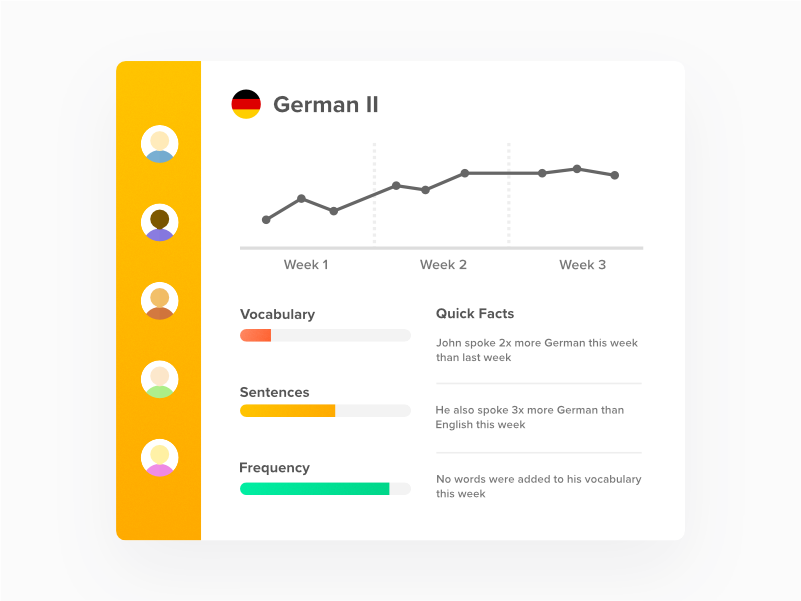 German II
Week 1
Week 2
Week 3
Vocabulary
Sentences
Frequency
Quick Facts
John spoke 2x more German this week
than last week
He also spoke 3x more German than
English this week
No words were added to his vocabulary
this week